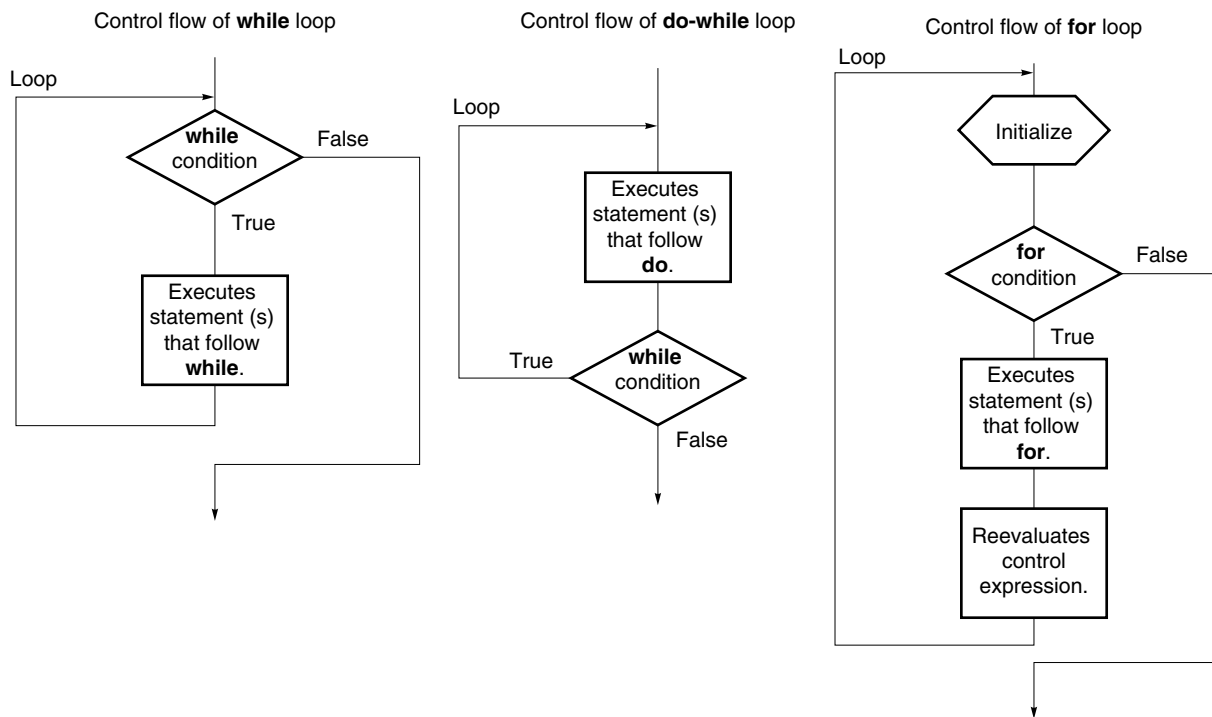 Control flow of while loop
Loop
while
condition
False
True
Executes
statement (s)
that follow
while.
Control flow of do-while loop
Loop
Executes
statement (s)
that follow
do.
True
while
condition
False
Control flow of for loop
Loop
Initialize
for
condition
False
True
Executes
statement (s)
that follow
for.
Reevaluates
control
expression.